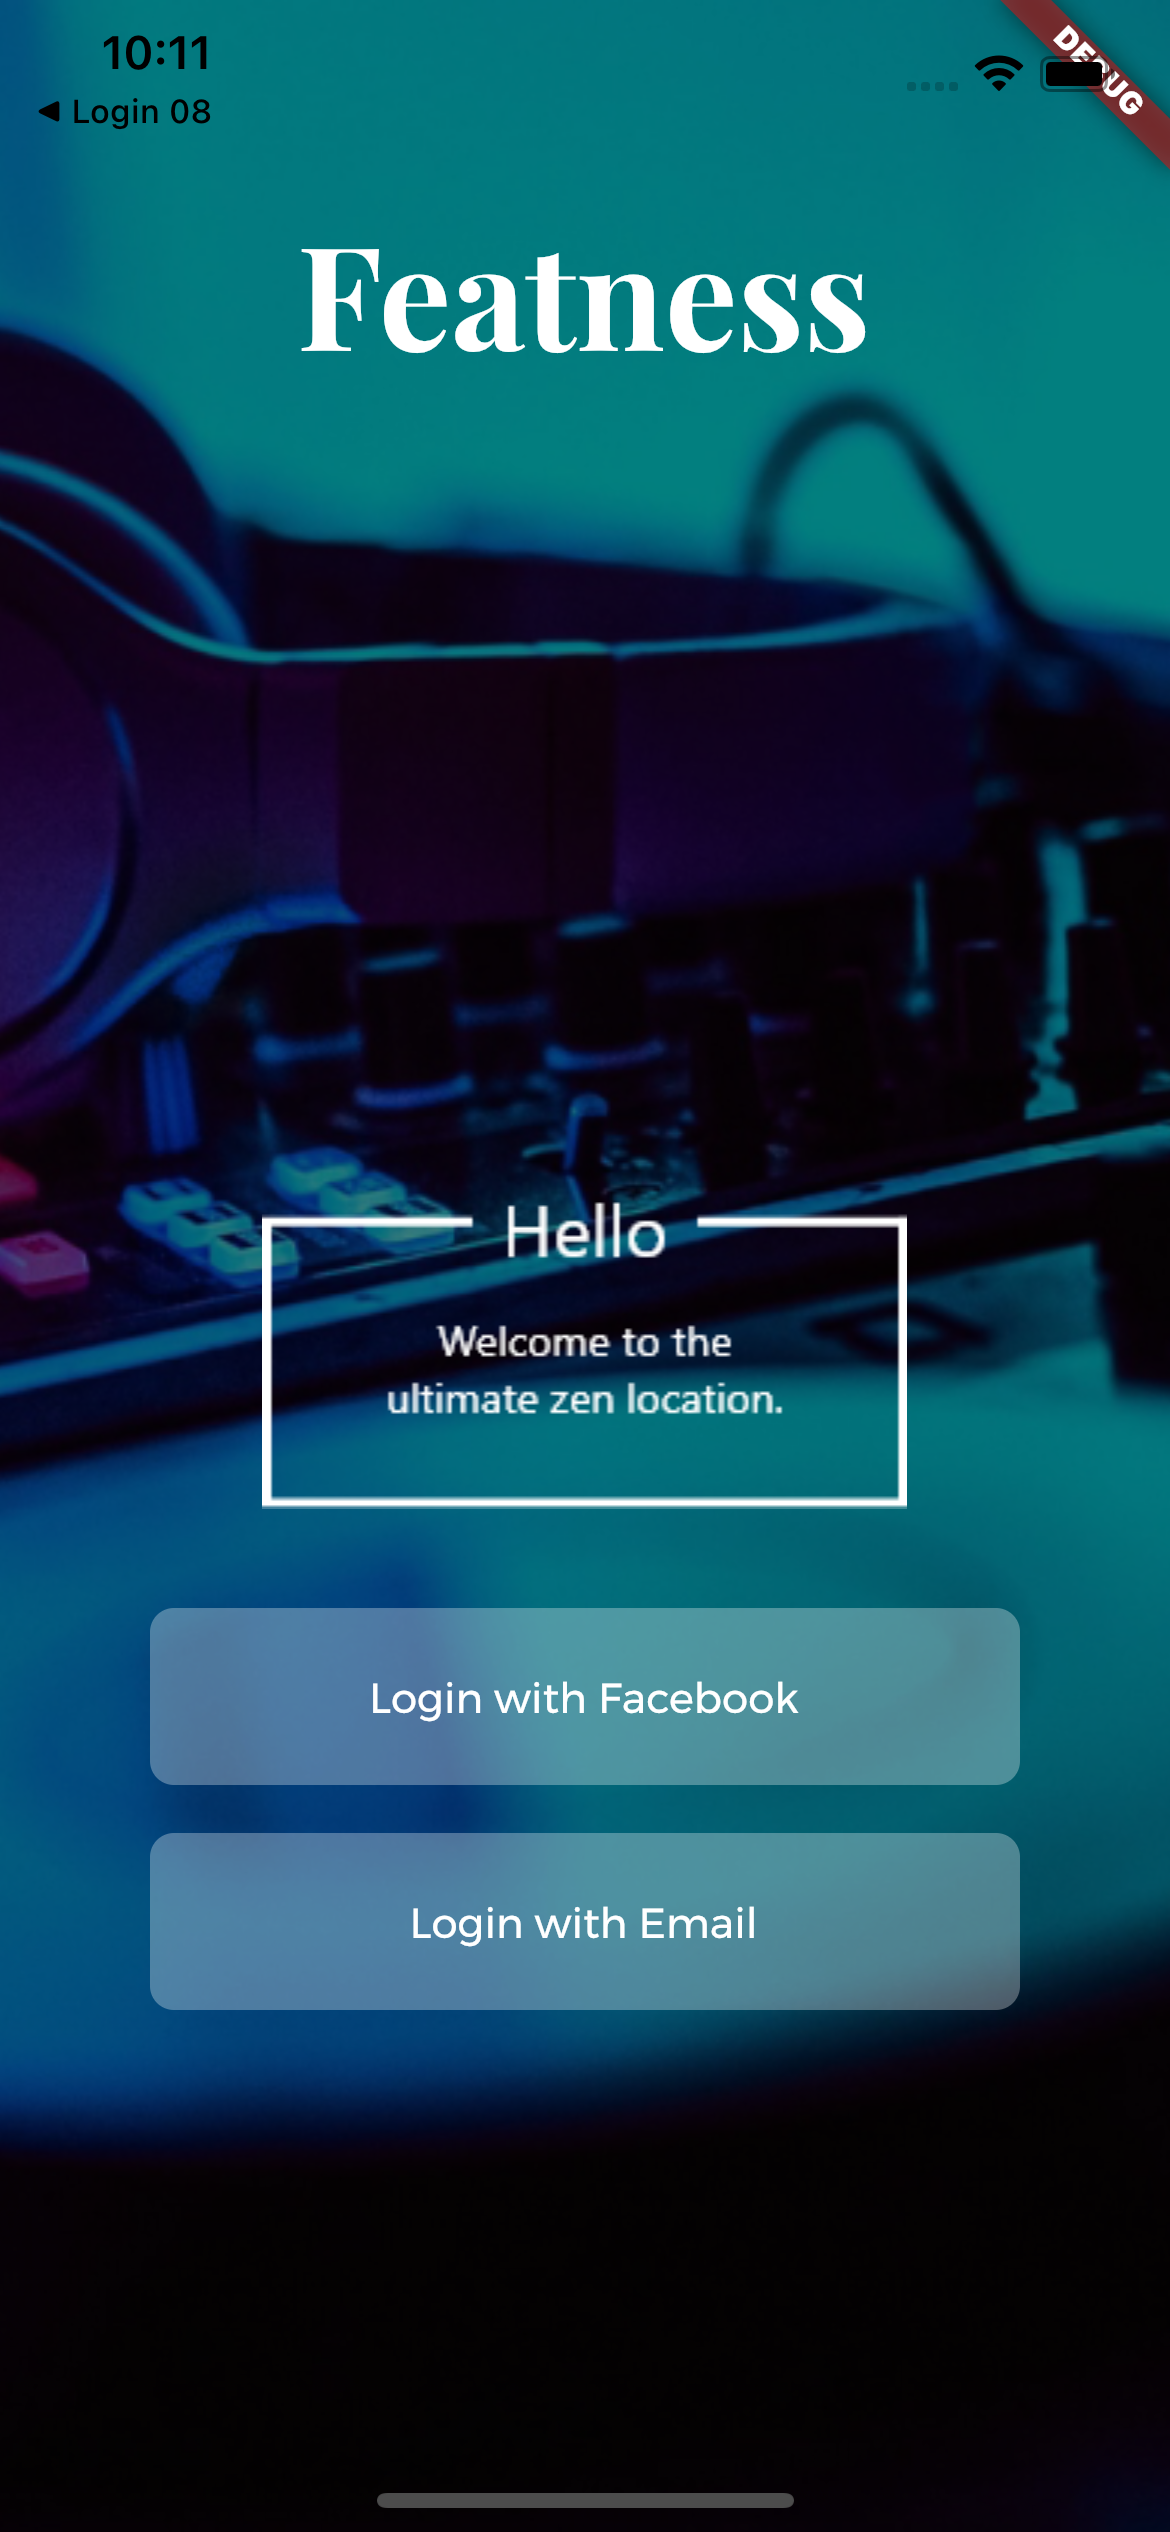 10:11
Login 08
DEBUG
Featness
Hello
Welcome to the
ultimate zen location.
Login with Facebook
Login with Email